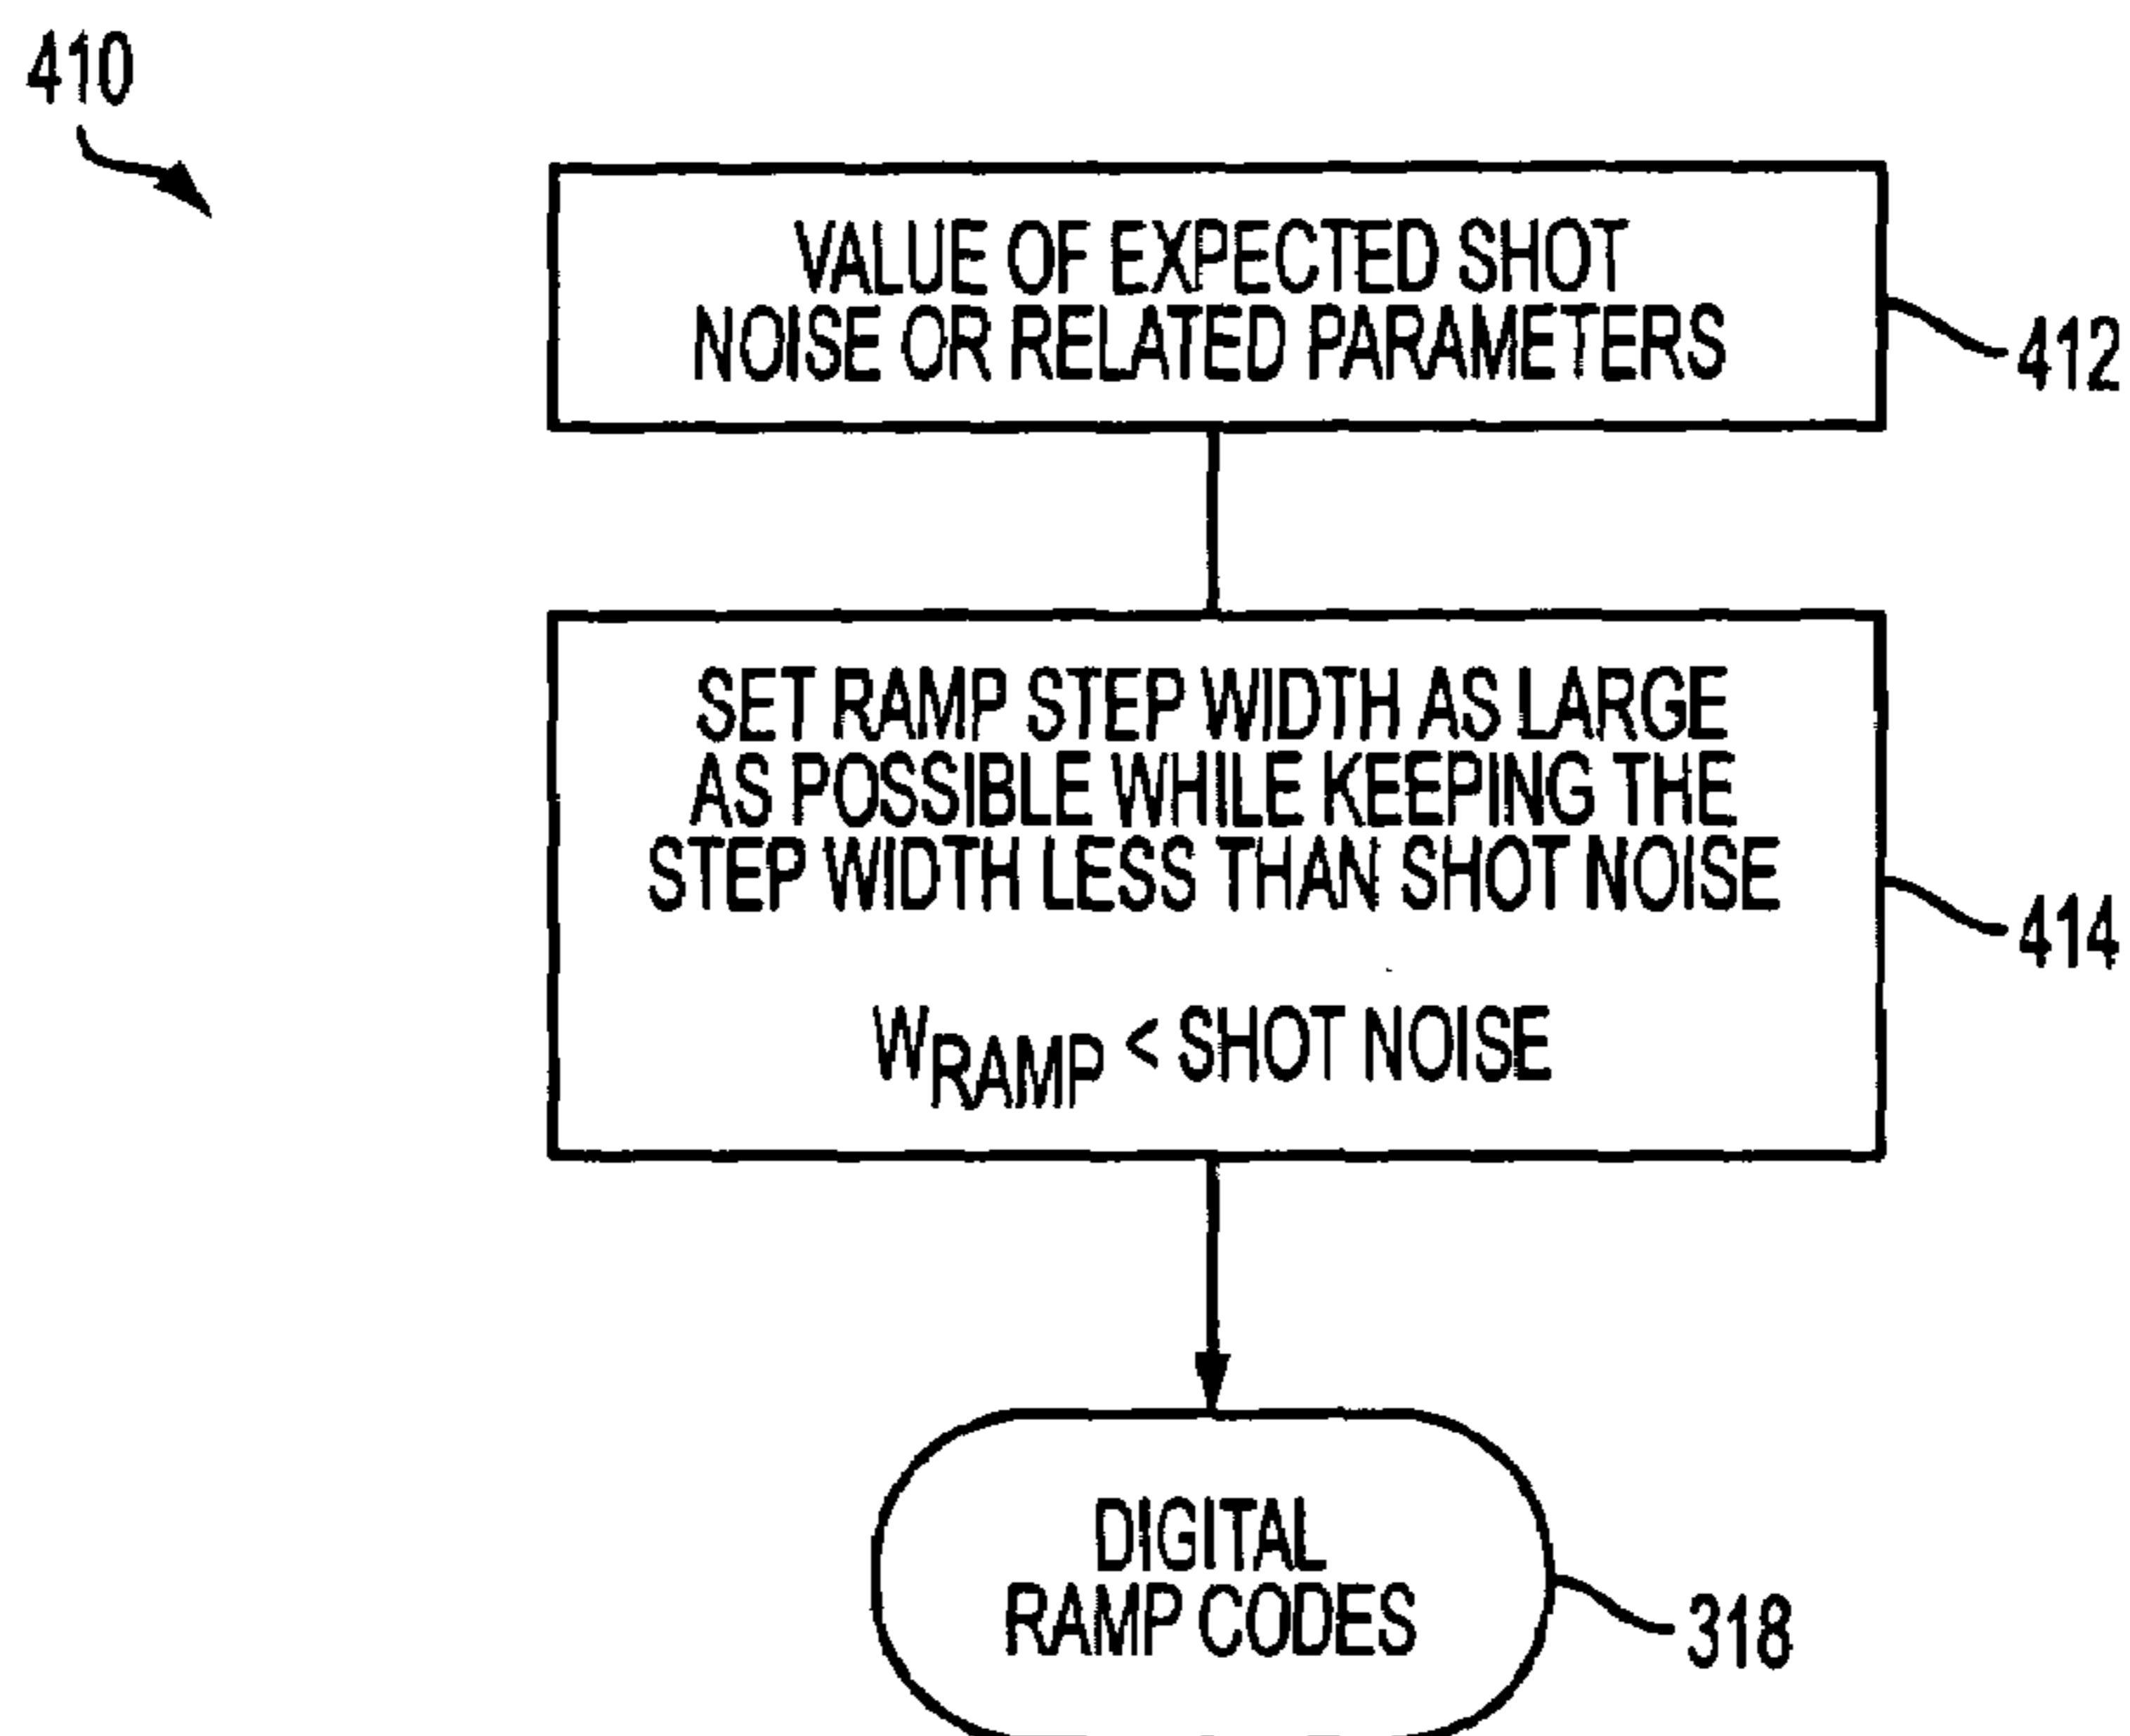 410
VALUE OF EXPECTED SHOT
NOISE OR RELATED PARAMETERS
412
SET RAMP STEP WIDTH AS LARGE
AS POSSIBLE WHILE KEEPING THE
STEP WIDTH LESS THAN SHOT NOISE
414
WRAMP < SHOT NOISE
DIGITAL
RAMP CODES
318